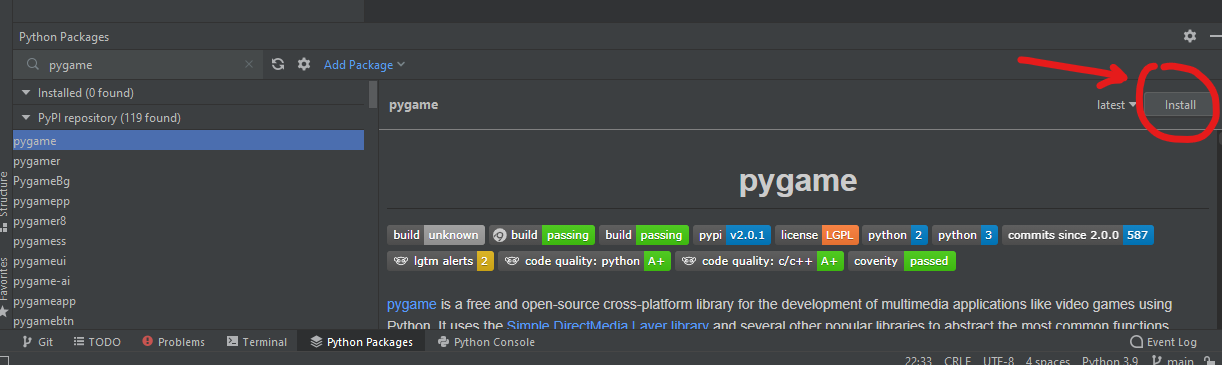 Python Packages
pygame
Add Package
Installed (0 found)
PyPI repository (119 found)
pygame
pygamer
PygameBg
pygamepp
pygamer8
pygamess
pygameui
pygame-ai
pygameapp
pygamebtn
pygame
latest
Install
pygame
build unknown build passing build passing pypi v2.0.1 license LGPL python 2 python 3 commits since 2.0.0 587
lgtm alerts 2 code quality: python A+ code quality: c/c++ A+ coverity passed
pygame is a free and open-source cross-platform library for the development of multimedia applications like video games using
Python. It uses the Simple DirectMedia Layer library and several other popular libraries to abstract the most common functions,
Structure
Favorites
Git TODO Problems Terminal Python Packages Python Console Event Log
22:33 CRLF UTF-8 4 spaces Python 3.9 main